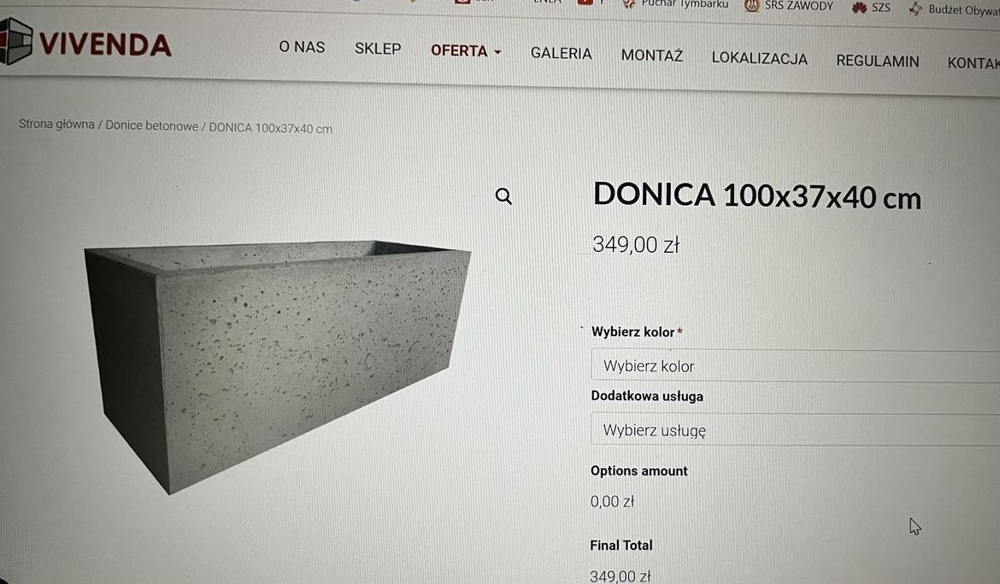 Puchar Tymbarku SRS ZAWODY SZS Budżet Obywat
VIVENDA O NAS SKLEP OFERTA GALERIA MONTAŻ LOKALIZACJA REGULAMIN KONTAK
Strona główna / Donice betonowe / DONICA 100x37x40 cm
DONICA 100x37x40 cm
349,00 zł
Wybierz kolor*
Wybierz kolor
Dodatkowa usługa
Wybierz usługę
Options amount
0,00 zł
Final Total
349,00 zł